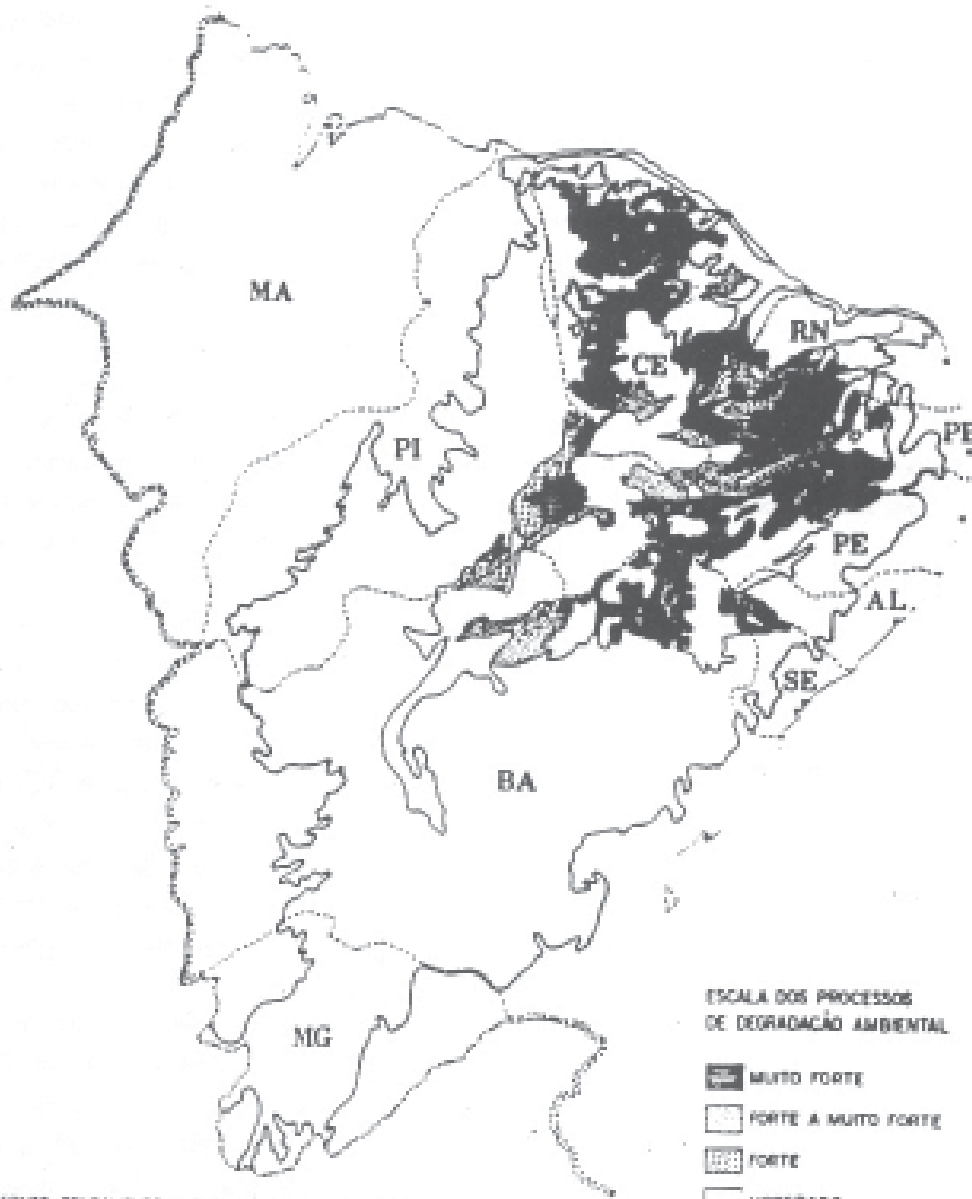 MA
RN
CE
PI
PE
AL.
SE
BA
MG
ESCALA DOS PROCESSOS
DE DEGRADAÇÃO AMBIENTAL
MUITO FORTE
FORTE A MUITO FORTE
FORTE